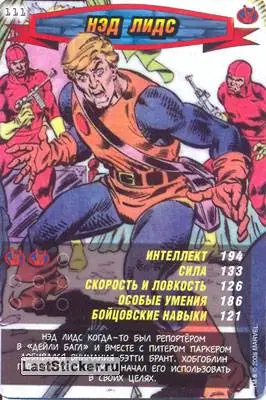 111
НЭД ЛИДС
ИНТЕЛЛЕКТ 194
СИЛА 133
СКОРОСТЬ И ЛОВКОСТЬ 126
ОСОБЫЕ УМЕНИЯ 186
БОЙЦОВСКИЕ НАВЫКИ 121
НЭД ЛИДС КОГДА-ТО БЫЛ РЕПОРТЁРОМ
В «ДЕЙЛИ БАГЛ» И ВМЕСТЕ С ПИТЕРОМ ПАРКЕРОМ
ДОБИВАЛСЯ ВНИМАНИЯ БЭТТИ БРАНТ. ХОБГОБЛИН
НАЧАЛ ЕГО ИСПОЛЬЗОВАТЬ
В СВОИХ ЦЕЛЯХ.
LastSticker.ru
© 2008 MARVEL